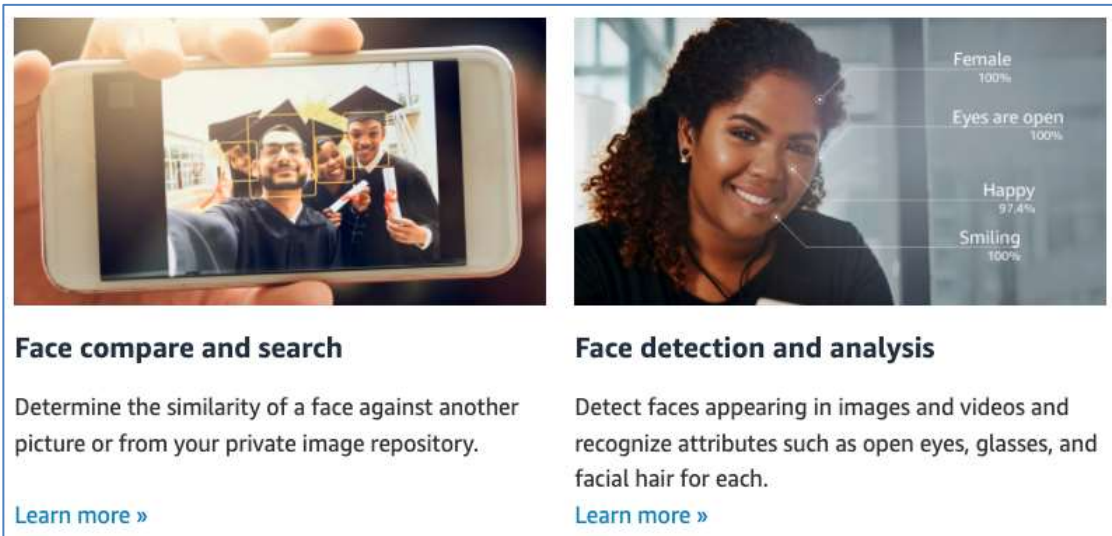 Female
100%
Eyes are open
100%
Happy
97.4%
Smiling
100%
Face compare and search
Determine the similarity of a face against another
picture or from your private image repository.
Learn more »
Face detection and analysis
Detect faces appearing in images and videos and
recognize attributes such as open eyes, glasses, and
facial hair for each.
Learn more »